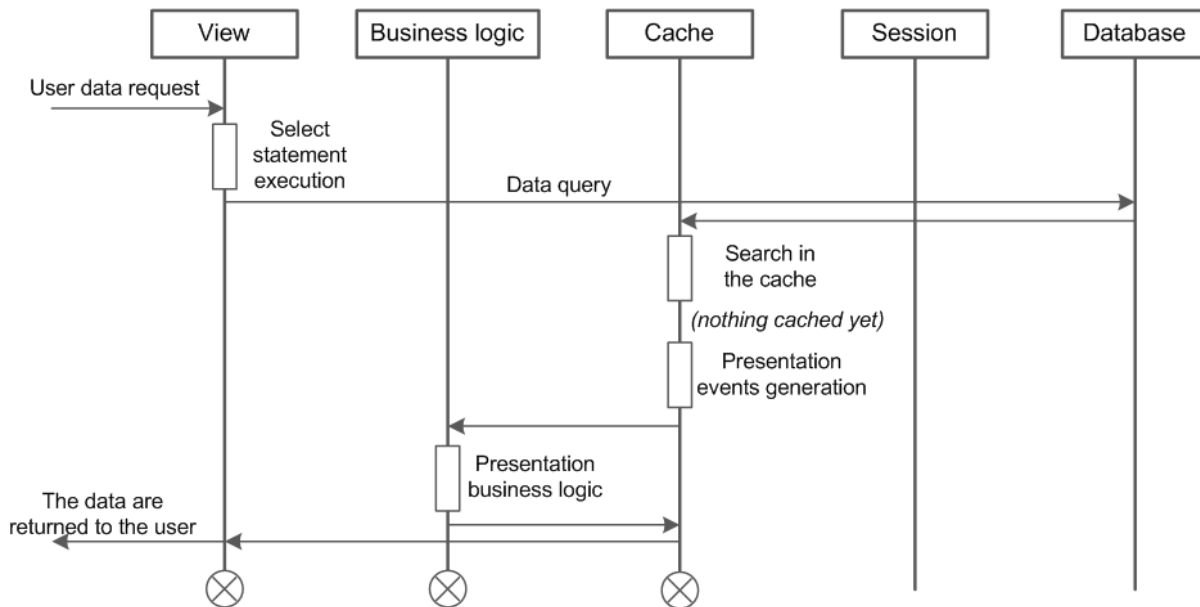 View
Business logic
Cache
Session
Database
User data request
Select
statement
execution
Data query
Search in
the cache
(nothing cached yet)
Presentation
events generation
Presentation
business logic
The data are
returned to the user